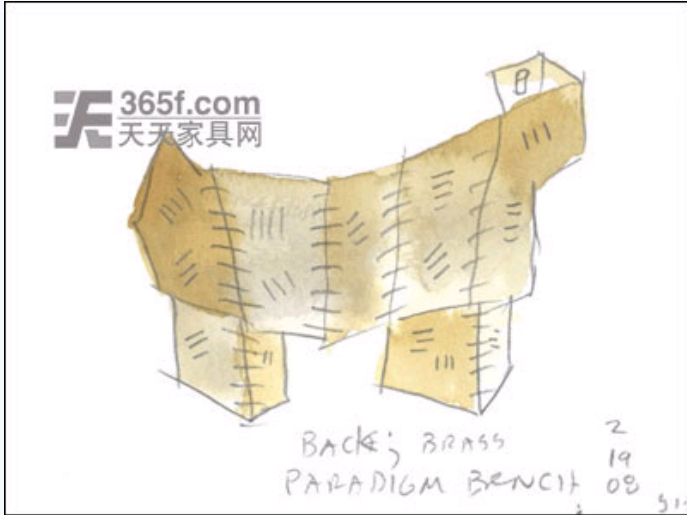 365f.com
天天家具网
BACK; BRASS
PARADIGM BENCH
2
19
08